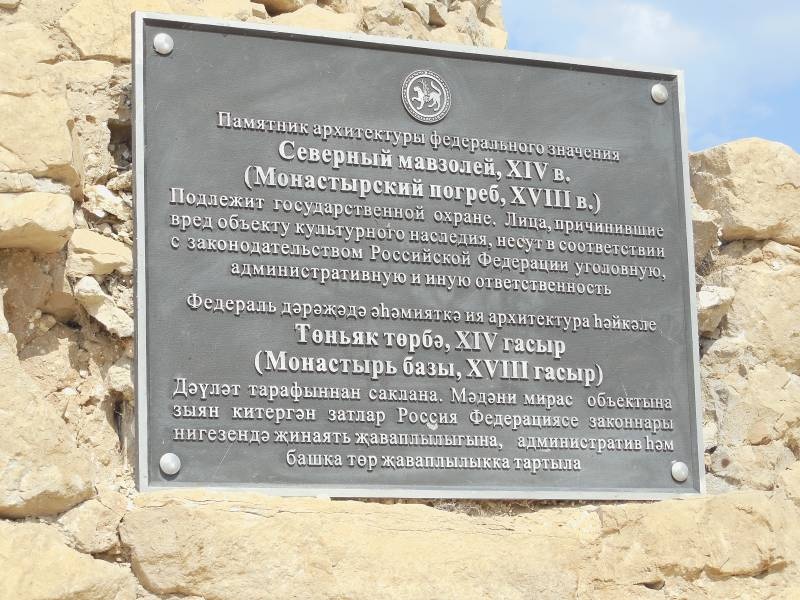 Памятник архитектуры федерального значения
Северный мавзолей, XIV в.
(Монастырский погреб, XVIII в.)
Подлежит государственной охране. Лица, причинившие
вред объекту культурного наследия, несут в соответствии
с законодательством Российской Федерации уголовную,
административную и иную ответственность
Федераль дәрәҗәдә әһәмияткә ия архитектура һәйкәле
Төньяк төрбә, XIV гасыр
(Монастырь базы, XVIII гасыр)
Дәүләт тарафыннан саклана. Мәдәни мирас объектына
зыян китергән затлар Россия Федерациясе законнары
нигезендә җинаять җаваплылыгына, административ һәм
башка төр җаваплылыкка тартыла